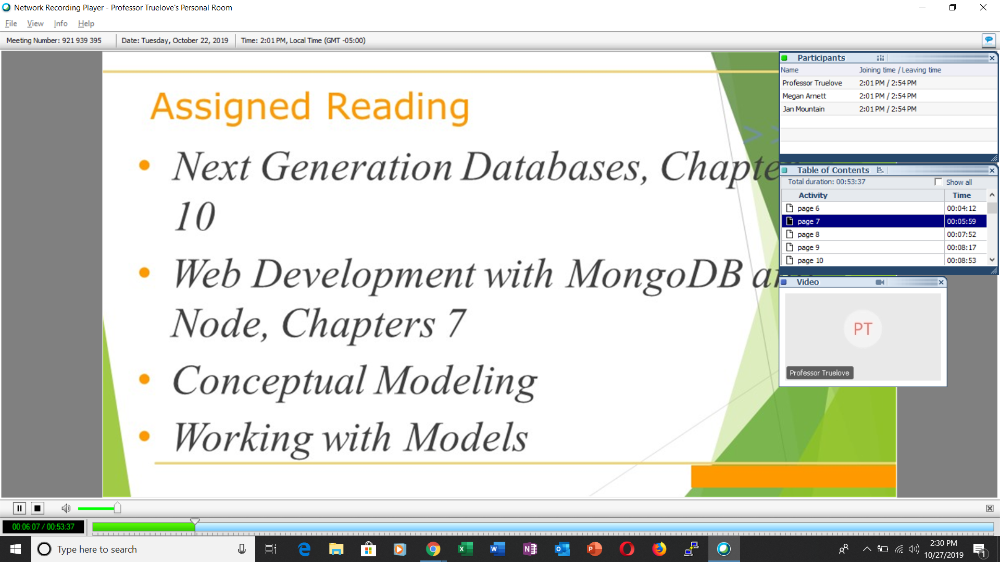 Network Recording Player - Professor Truelove's Personal Room
File View Info Help
Meeting Number: 921 939 395 Date: Tuesday, October 22, 2019 Time: 2:01 PM, Local Time (GMT -05:00)
Assigned Reading
>
• Next Generation Databases, Chapte
10
• Web Development with MongoDB
Node, Chapters 7
• Conceptual Modeling
• Working with Models
Participants
Name Joining time / Leaving time
Professor Truelove 2:01 PM / 2:54 PM
Megan Arnett 2:01 PM / 2:54 PM
Jan Mountain 2:01 PM / 2:54 PM
Table of Contents
Total duration: 00:53:37 Show all
Activity Time
page 6 00:04:12
page 7 00:05:59
page 8 00:07:52
page 9 00:08:17
page 10 00:08:53
Video
PT
Professor Truelove
00:06:07 / 00:53:37
Type here to search
2:30 PM
10/27/2019
1